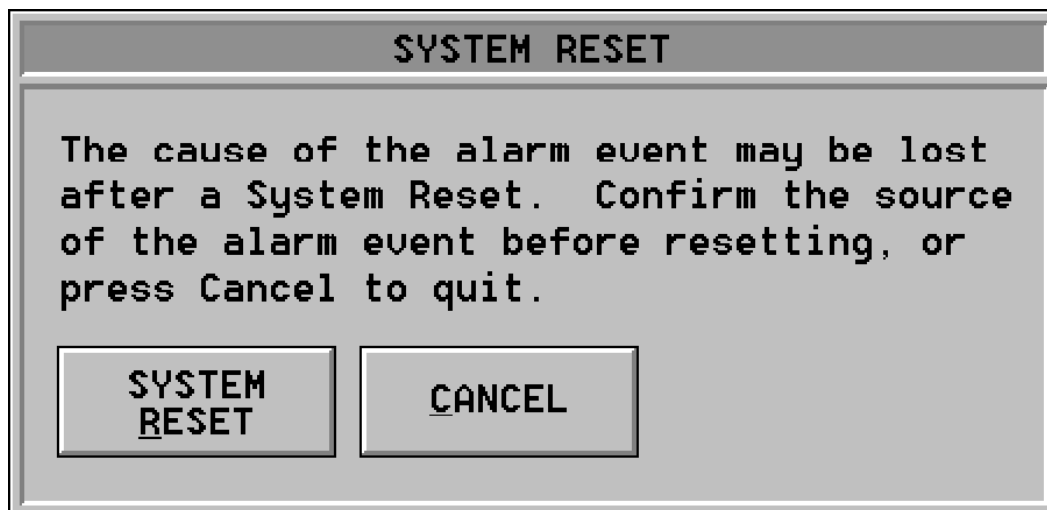 SYSTEM RESET
The cause of the alarm event may be lost
after a System Reset.  Confirm the source
of the alarm event before resetting, or
press Cancel to quit.
SYSTEM
RESET
CANCEL